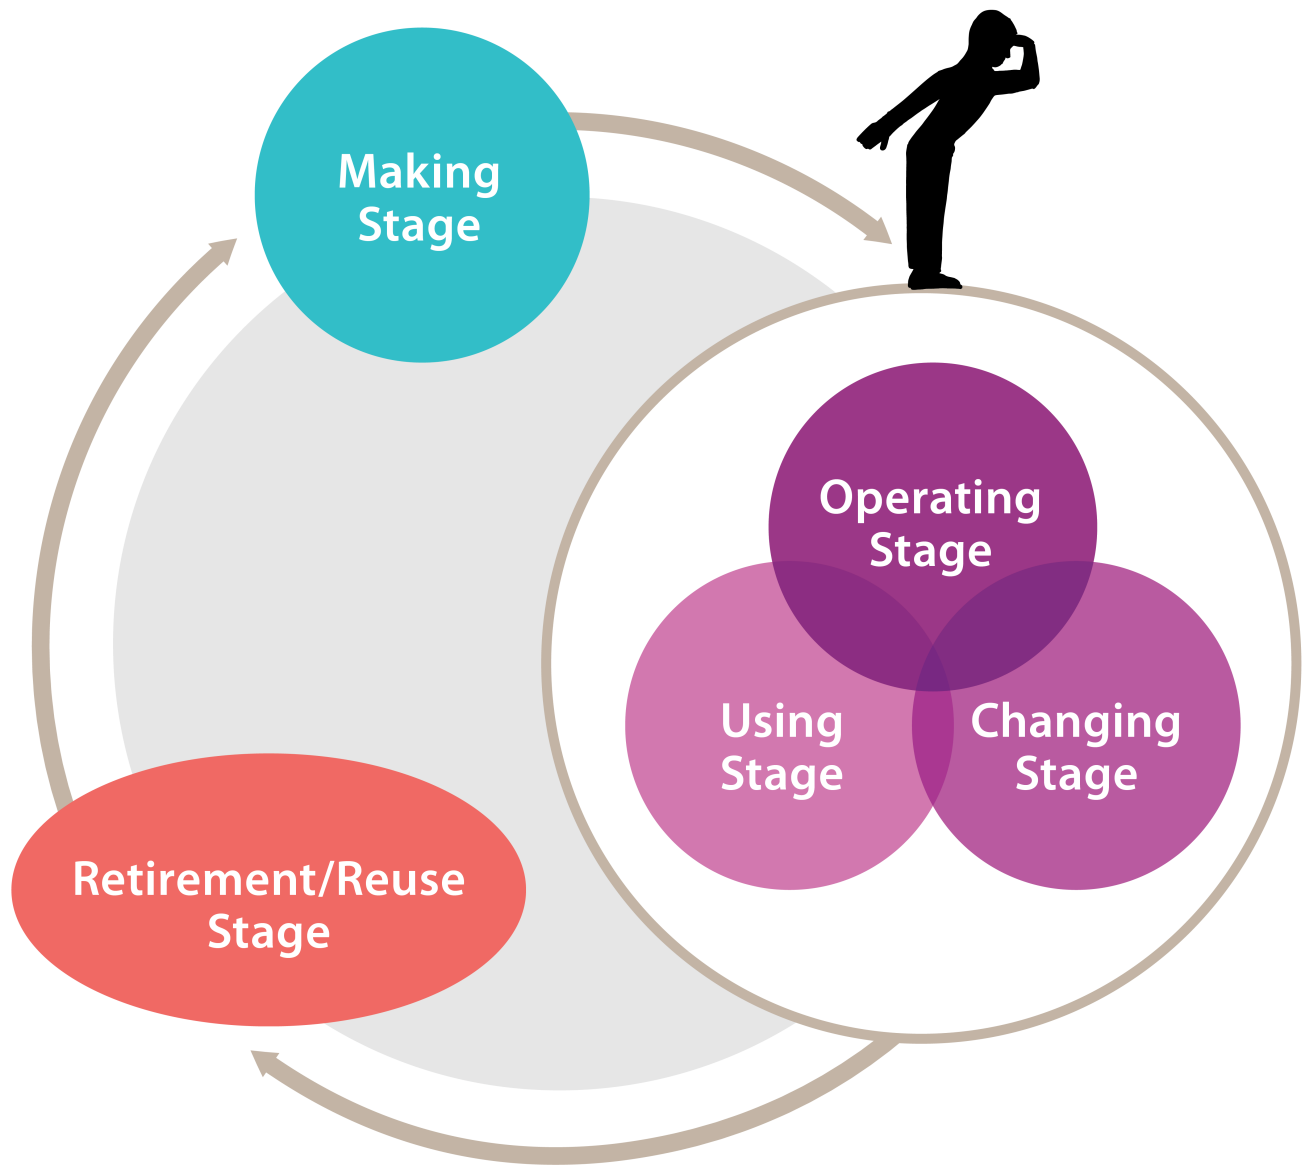 Making
Stage
Operating
Stage
Using
Stage
Changing
Stage
Retirement/Reuse
Stage